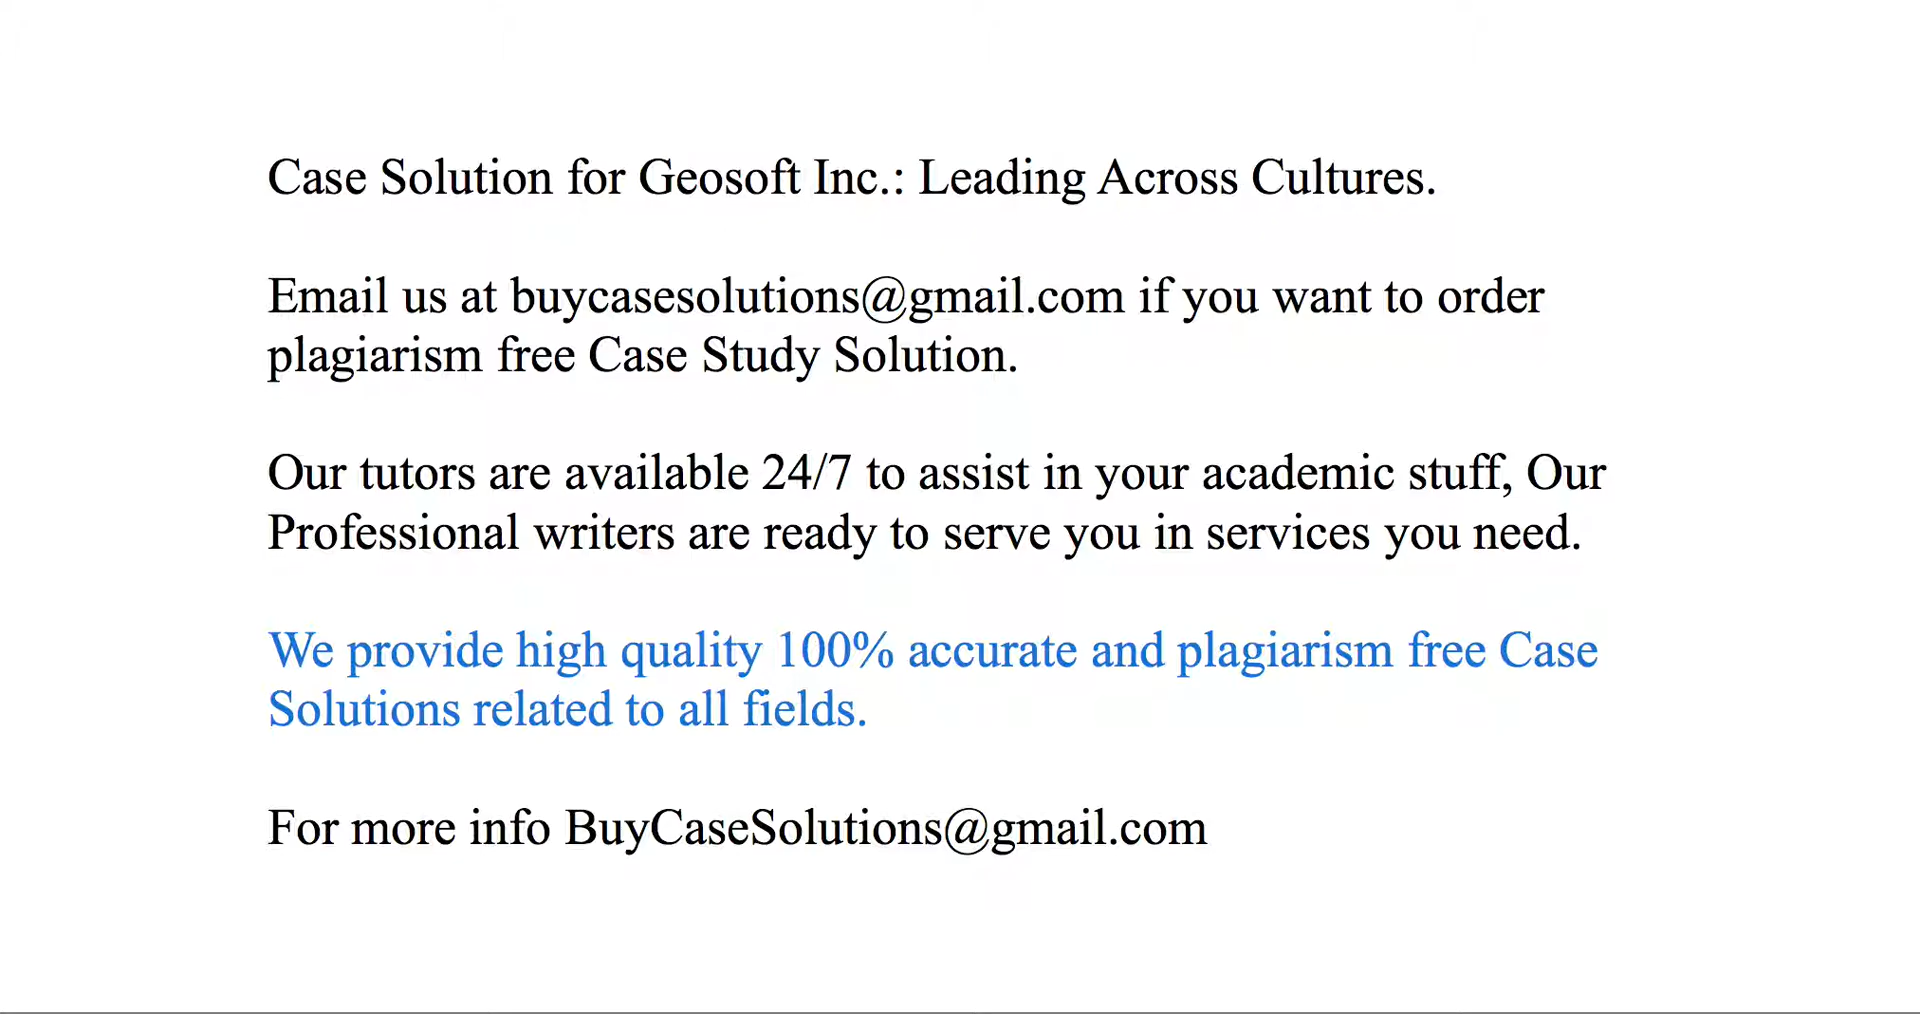 Case Solution for Geosoft Inc.: Leading Across Cultures.
Email us at buycasesolutions@gmail.com if you want to order
plagiarism free Case Study Solution.
Our tutors are available 24/7 to assist in your academic stuff, Our
Professional writers are ready to serve you in services you need.
We provide high quality 100% accurate and plagiarism free Case
Solutions related to all fields.
For more info BuyCaseSolutions@gmail.com